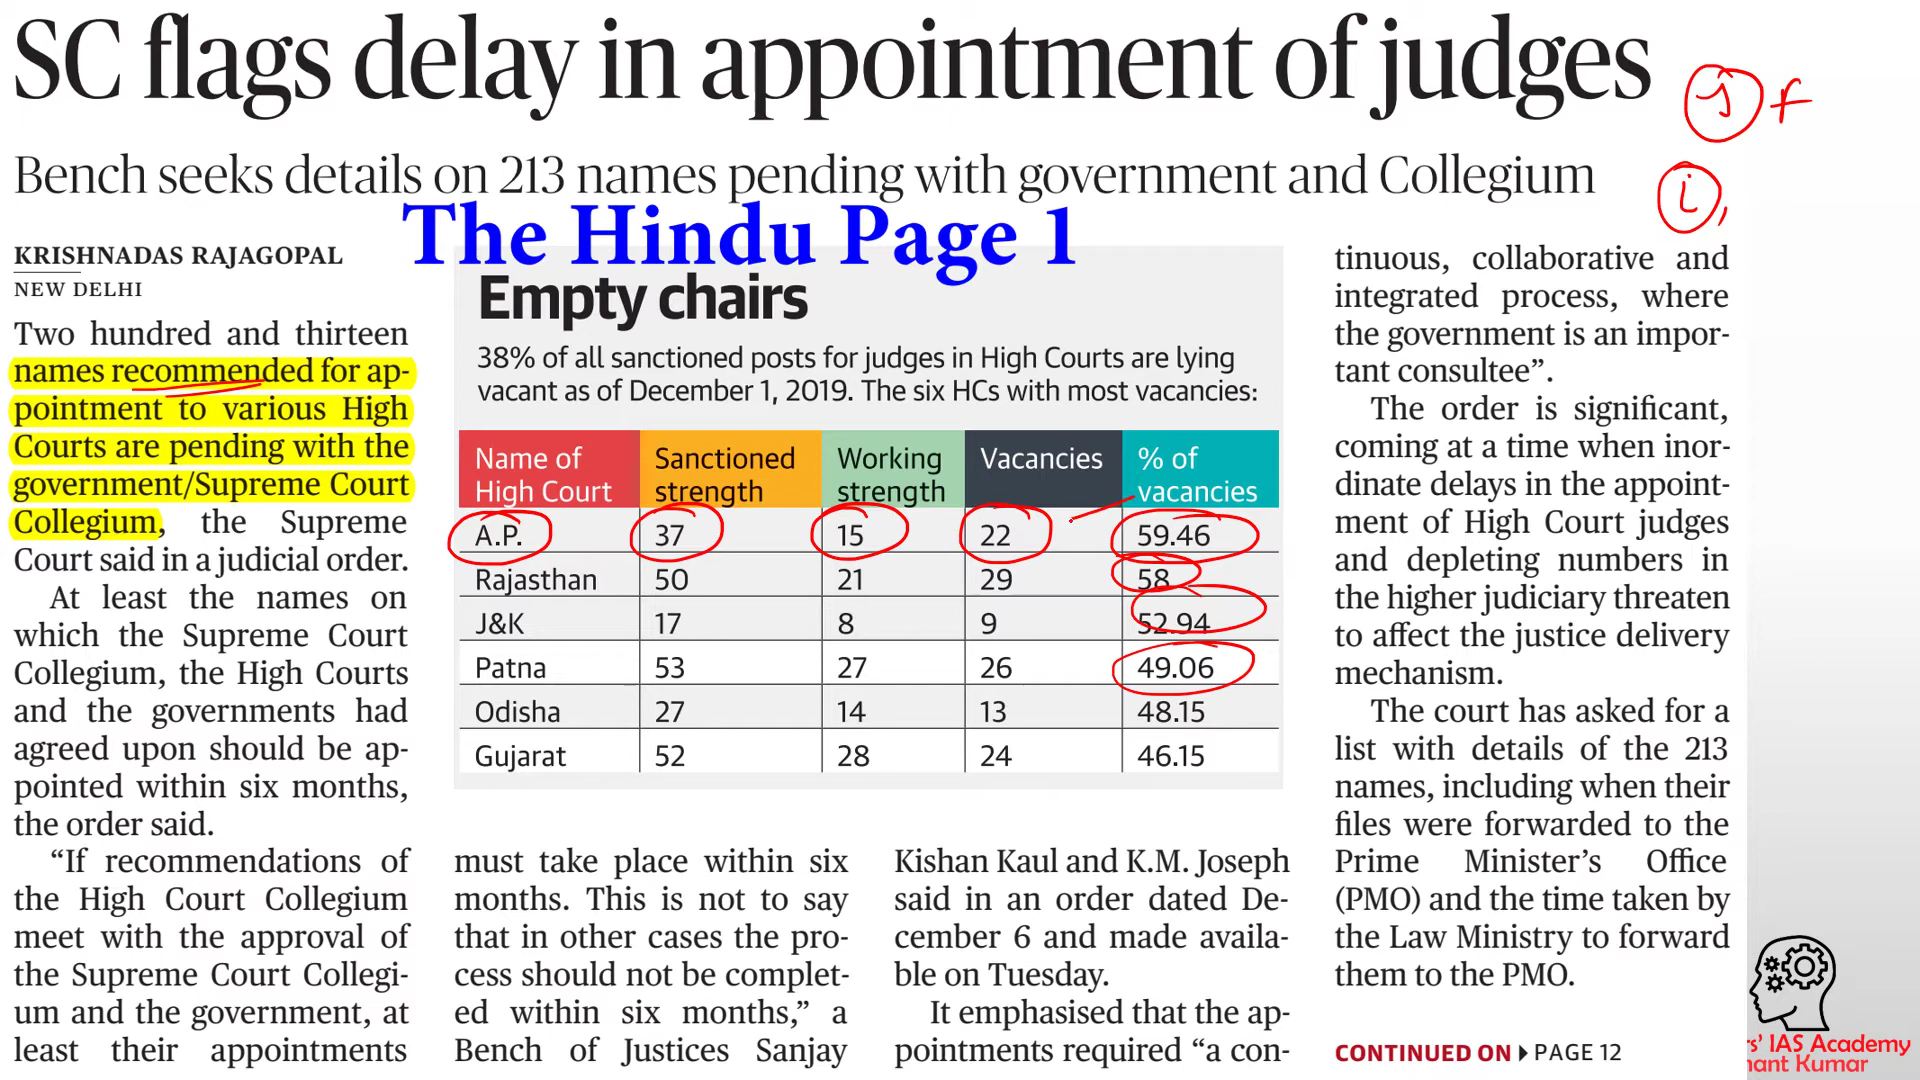 SC flags delay in appointment of judges
Bench seeks details on 213 names pending with government and Collegium
The Hindu Page 1
KRISHNADAS RAJAGOPAL
NEW DELHI
Two hundred and thirteen
names recommended for ap-
pointment to various High
Courts are pending with the
government/Supreme Court
Collegium, the Supreme
Court said in a judicial order.
At least the names on
which the Supreme Court
Collegium, the High Courts
and the governments had
agreed upon should be ap-
pointed within six months,
the order said.
“If recommendations of
the High Court Collegium
meet with the approval of
the Supreme Court Collegi-
um and the government, at
least their appointments
Empty chairs
38% of all sanctioned posts for judges in High Courts are lying
vacant as of December 1, 2019. The six HCs with most vacancies:
Name of High Court Sanctioned strength Working strength Vacancies % of vacancies
A.P. 37 15 22 59.46
Rajasthan 50 21 29 58
J&K 17 8 9 52.94
Patna 53 27 26 49.06
Odisha 27 14 13 48.15
Gujarat 52 28 24 46.15
must take place within six
months. This is not to say
that in other cases the pro-
cess should not be complet-
ed within six months,” a
Bench of Justices Sanjay
Kishan Kaul and K.M. Joseph
said in an order dated De-
cember 6 and made availa-
ble on Tuesday.
It emphasised that the ap-
pointments required “a con-
tinuous, collaborative and
integrated process, where
the government is an impor-
tant consultee”.
The order is significant,
coming at a time when inor-
dinate delays in the appoint-
ment of High Court judges
and depleting numbers in
the higher judiciary threaten
to affect the justice delivery
mechanism.
The court has asked for a
list with details of the 213
names, including when their
files were forwarded to the
Prime Minister’s Office
(PMO) and the time taken by
the Law Ministry to forward
them to the PMO.
CONTINUED ON PAGE 12
IAS Academy
Kumar